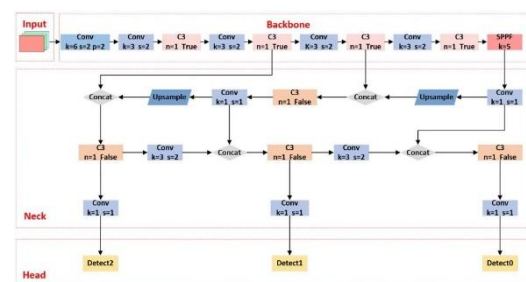 Input
Backbone
Conv
k=6 s=2 p=2
Conv
k=3 s=2
C3
n=1 True
Conv
k=3 s=2
C3
n=1 True
Conv
K=3 s=2
C3
n=1 True
Conv
k=3 s=2
C3
n=1 True
SPPF
k=5
Concat
Upsample
Conv
k=1 s=1
C3
n=1 False
Concat
Upsample
Conv
k=1 s=1
C3
n=1 False
Conv
k=3 s=2
Concat
C3
n=1 False
Conv
k=3 s=2
Concat
C3
n=1 False
Conv
k=1 s=1
Conv
k=1 s=1
Conv
k=1 s=1
Neck
Detect2
Detect1
Detect0
Head